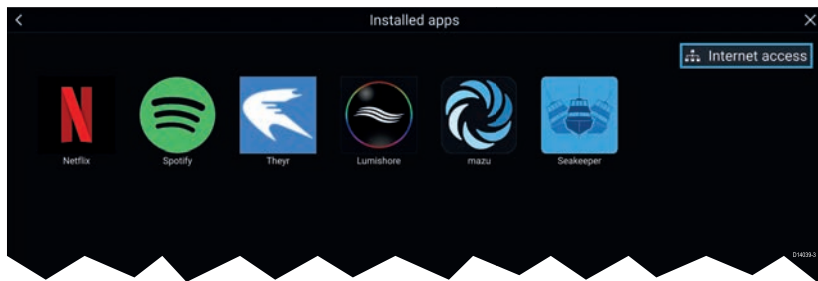 Installed apps
Internet access
Netflix
Spotify
Theyr
Lumishore
mazu
Seakeeper
D14039-3